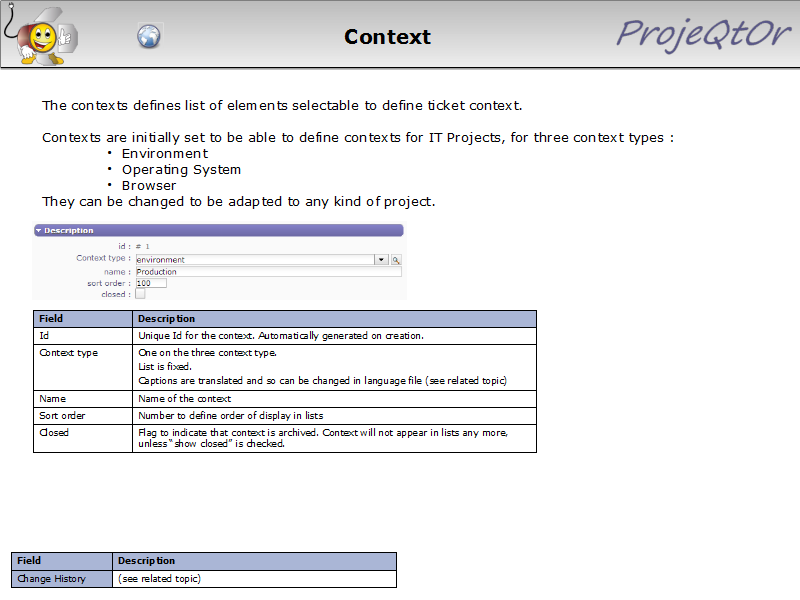 Context
ProjeQtOr
The contexts defines list of elements selectable to define ticket context.
Contexts are initially set to be able to define contexts for IT Projects, for three context types :
• Environment
• Operating System
• Browser
They can be changed to be adapted to any kind of project.
Description
id : # 1
Context type : environment
name : Production
sort order : 100
closed :
Field Description
Id Unique Id for the context. Automatically generated on creation.
Context type One on the three context type.
List is fixed.
Captions are translated and so can be changed in language file (see related topic)
Name Name of the context
Sort order Number to define order of display in lists
Closed Flag to indicate that context is archived. Context will not appear in lists any more,
unless “show closed” is checked.
Field Description
Change History (see related topic)